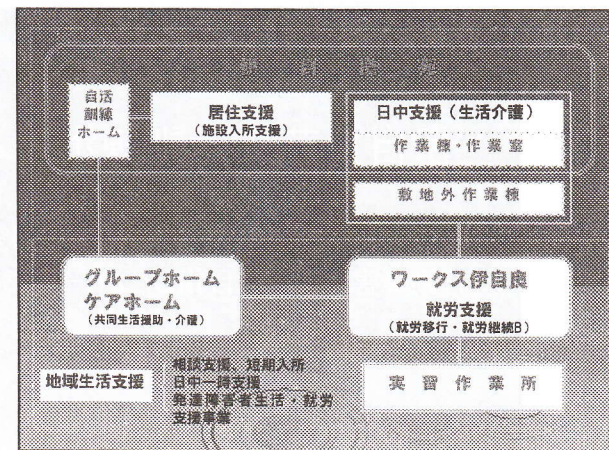 自活
訓練
ホーム
居住支援
（施設入所支援）
日中支援（生活介護）
作業棟・作業室
敷地外作業棟
グループホーム
ケアホーム
（共同生活援助・介護）
ワークス伊自良
就労支援
（就労移行・就労継続B）
地域生活支援
相談支援、短期入所
日中一時支援
発達障害者生活・就労
支援事業
実習作業所